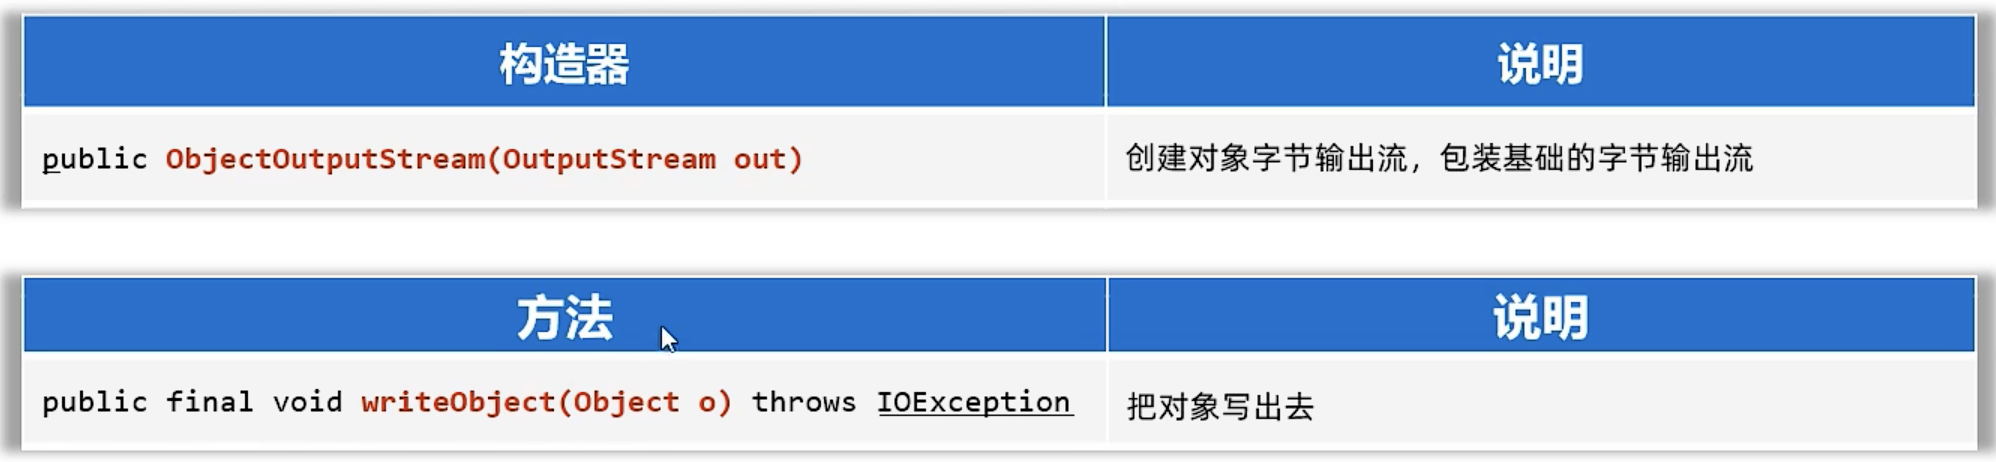 构造器 说明
public ObjectOutputStream(OutputStream out) 创建对象字节输出流，包装基础的字节输出流
方法 说明
public final void writeObject(Object o) throws IOException 把对象写出去